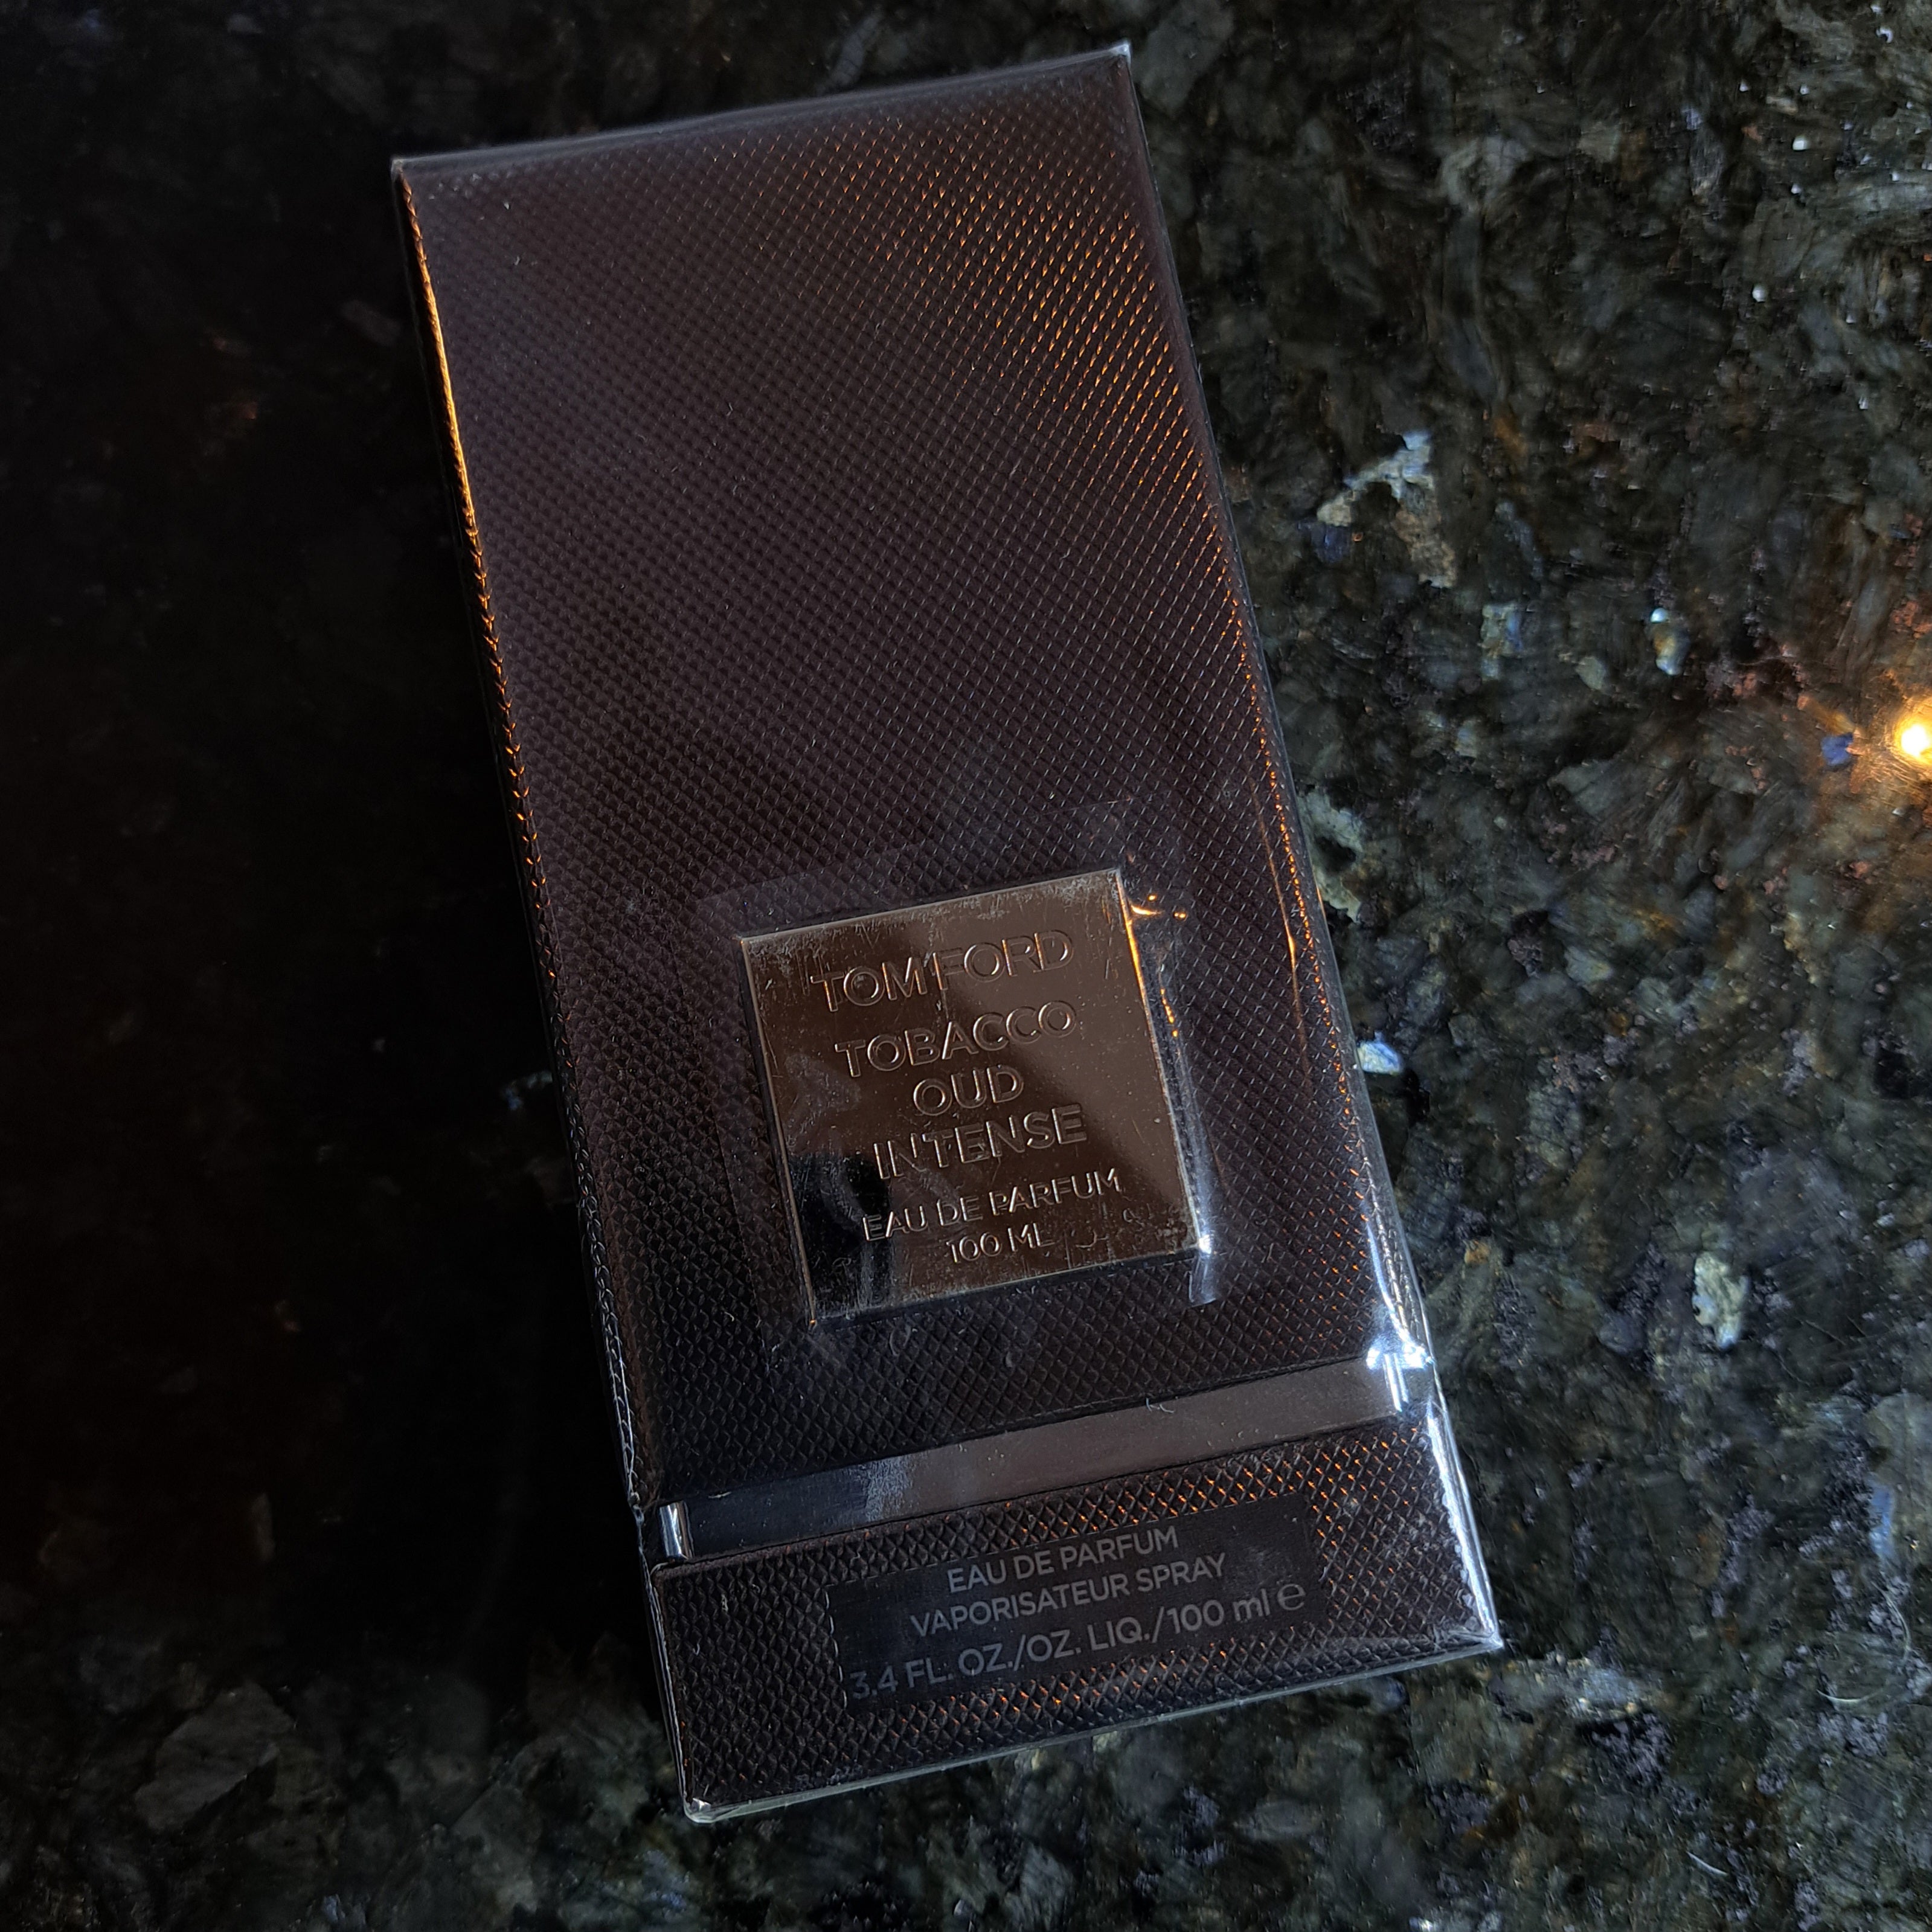 TOM FORD
TOBACCO
OUD
INTENSE
EAU DE PARFUM
100 ML
EAU DE PARFUM
VAPORISATEUR SPRAY
3.4 FL. OZ./OZ. LIQ./100 ml ℮